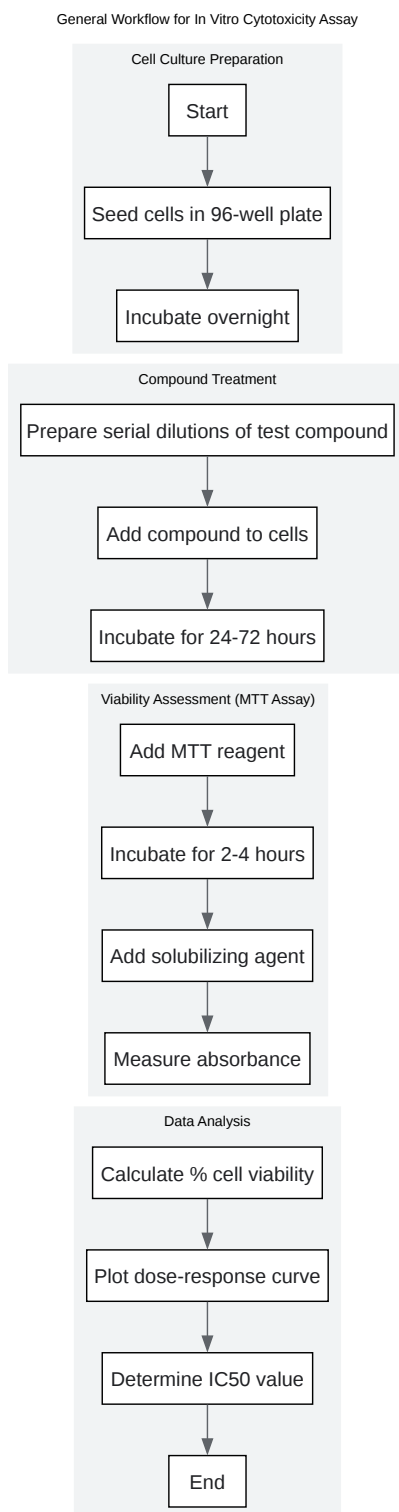 General Workflow for In Vitro Cytotoxicity Assay
Cell Culture Preparation
Start
Seed cells in 96-well plate
Incubate overnight
Compound Treatment
Prepare serial dilutions of test compound
Add compound to cells
Incubate for 24-72 hours
Viability Assessment (MTT Assay)
Add MTT reagent
Incubate for 2-4 hours
Add solubilizing agent
Measure absorbance
Data Analysis
Calculate % cell viability
Plot dose-response curve
Determine IC50 value
End